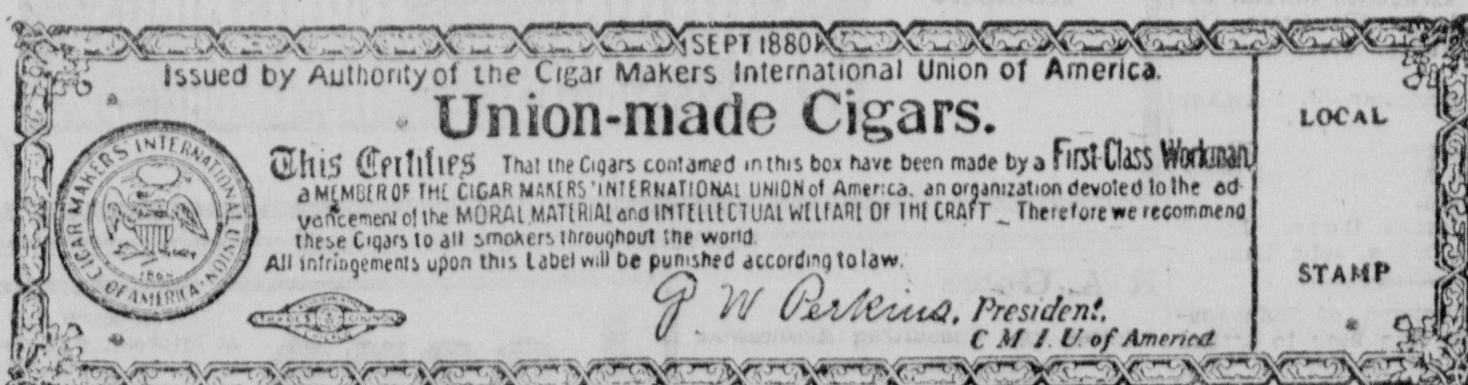 SEPT 1880
Issued by Authority of the Cigar Makers International Union of America.
Union-made Cigars.
This Certifies That the Cigars contained in this box have been made by a First-Class Workman,
a MEMBER OF THE CIGAR MAKERS' INTERNATIONAL UNION of America, an organization devoted to the ad-
vancement of the MORAL, MATERIAL and INTELLECTUAL WELFARE OF THE CRAFT. Therefore we recommend
these Cigars to all smokers throughout the world.
All infringements upon this Label will be punished according to law.
G W Perkins, President,
C M I U. of America
CIGAR MAKERS INTERNATIONAL UNION
OF AMERICA
LOCAL
STAMP